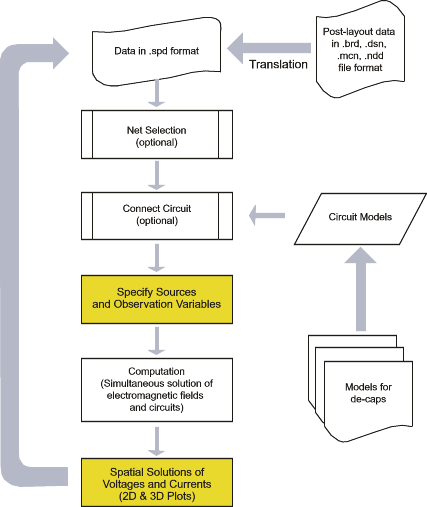 Data in .spd format
Translation
Post-layout data
in .brd, .dsn,
.mcn, .ndd
file format
Net Selection
(optional)
Connect Circuit
(optional)
Circuit Models
Specify Sources
and Observation Variables
Computation
(Simultaneous solution of
electromagnetic fields
and circuits)
Models for
de-caps
Spatial Solutions of
Voltages and Currents
(2D & 3D Plots)